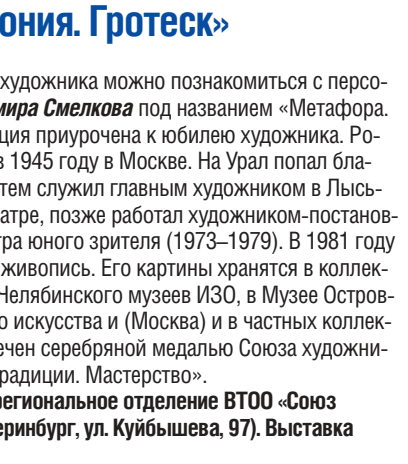 ония. Гротеск»
художника можно познакомиться с персо-
мира Смелкова под названием «Метафора.
ция приурочена к юбилею художника. Ро-
в 1945 году в Москве. На Урал попал бла-
тем служил главным художником в Лысь-
атре, позже работал художником-постанов-
тра юного зрителя (1973–1979). В 1981 году
живопись. Его картины хранятся в коллек-
Челябинского музеев ИЗО, в Музее Остров-
о искусства и (Москва) и в частных коллек-
ечен серебряной медалью Союза художни-
радиции. Мастерство».
региональное отделение ВТОО «Союз
еринбург, ул. Куйбышева, 97). Выставка